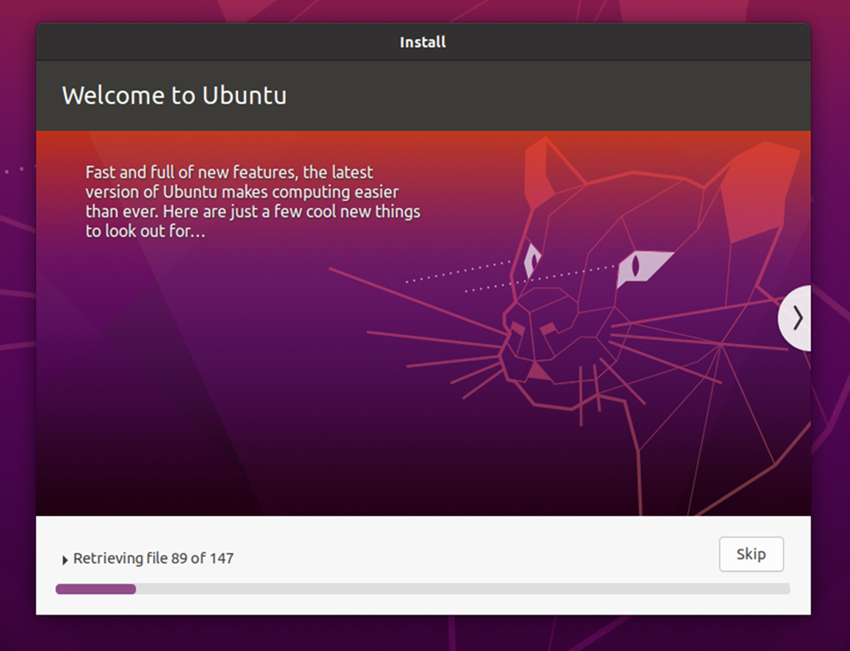 Install
Welcome to Ubuntu
Fast and full of new features, the latest
version of Ubuntu makes computing easier
than ever. Here are just a few cool new things
to look out for…
Retrieving file 89 of 147
Skip